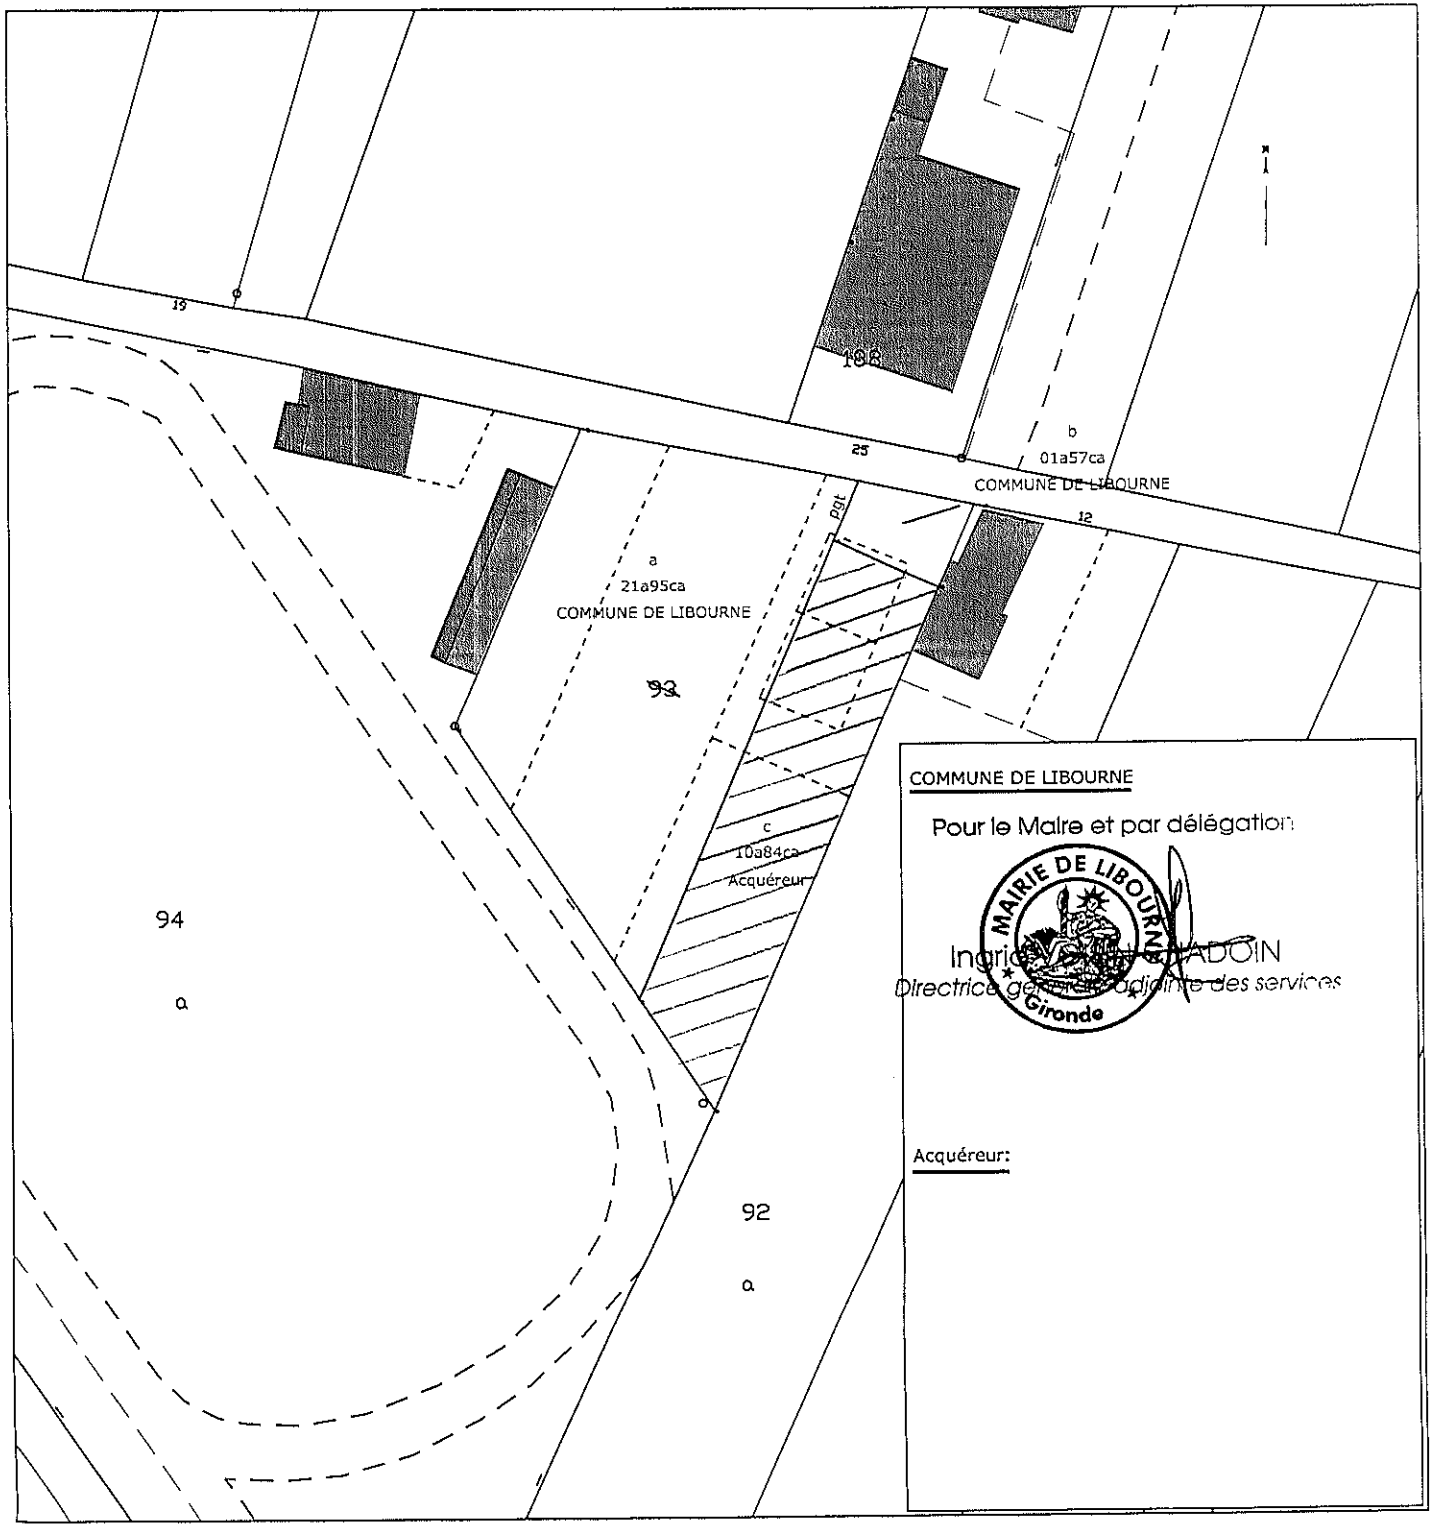 19
188
25
b
01a57ca
COMMUNE DE LIBOURNE
12
pgt
a
21a95ca
COMMUNE DE LIBOURNE
93
c
10a84ca
Acquéreur
94
a
92
a
COMMUNE DE LIBOURNE
Pour le Maire et par délégation
MAIRIE DE LIBOURNE
Directrice générale adjointe des services
Gironde
Acquéreur: